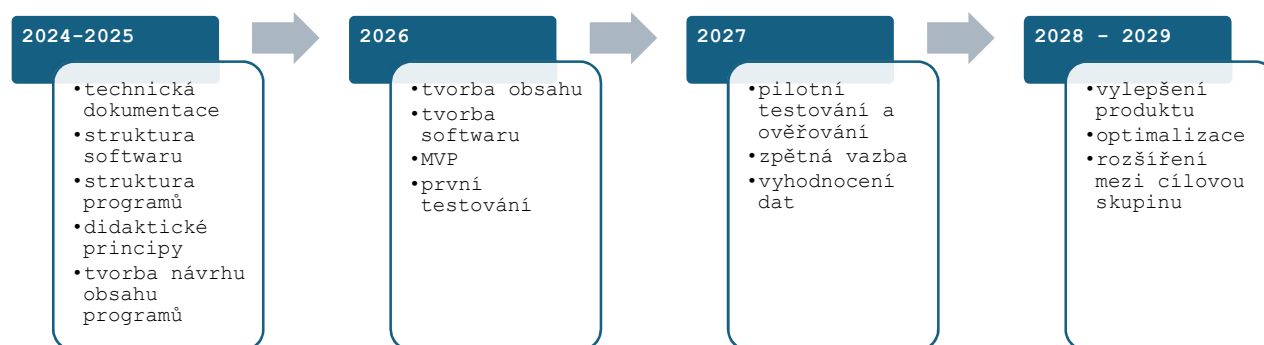 2024-2025
•technická
dokumentace
•struktura
softwaru
•struktura
programů
•didaktické
principy
•tvorba návrhu
obsahu
programů
2026
•tvorba obsahu
•tvorba
softwaru
•MVP
•první
testování
2027
•pilotní
testování a
ověřování
•zpětná vazba
•vyhodnocení
dat
2028 - 2029
•vylepšení
produktu
•optimalizace
•rozšíření
mezi cílovou
skupinu